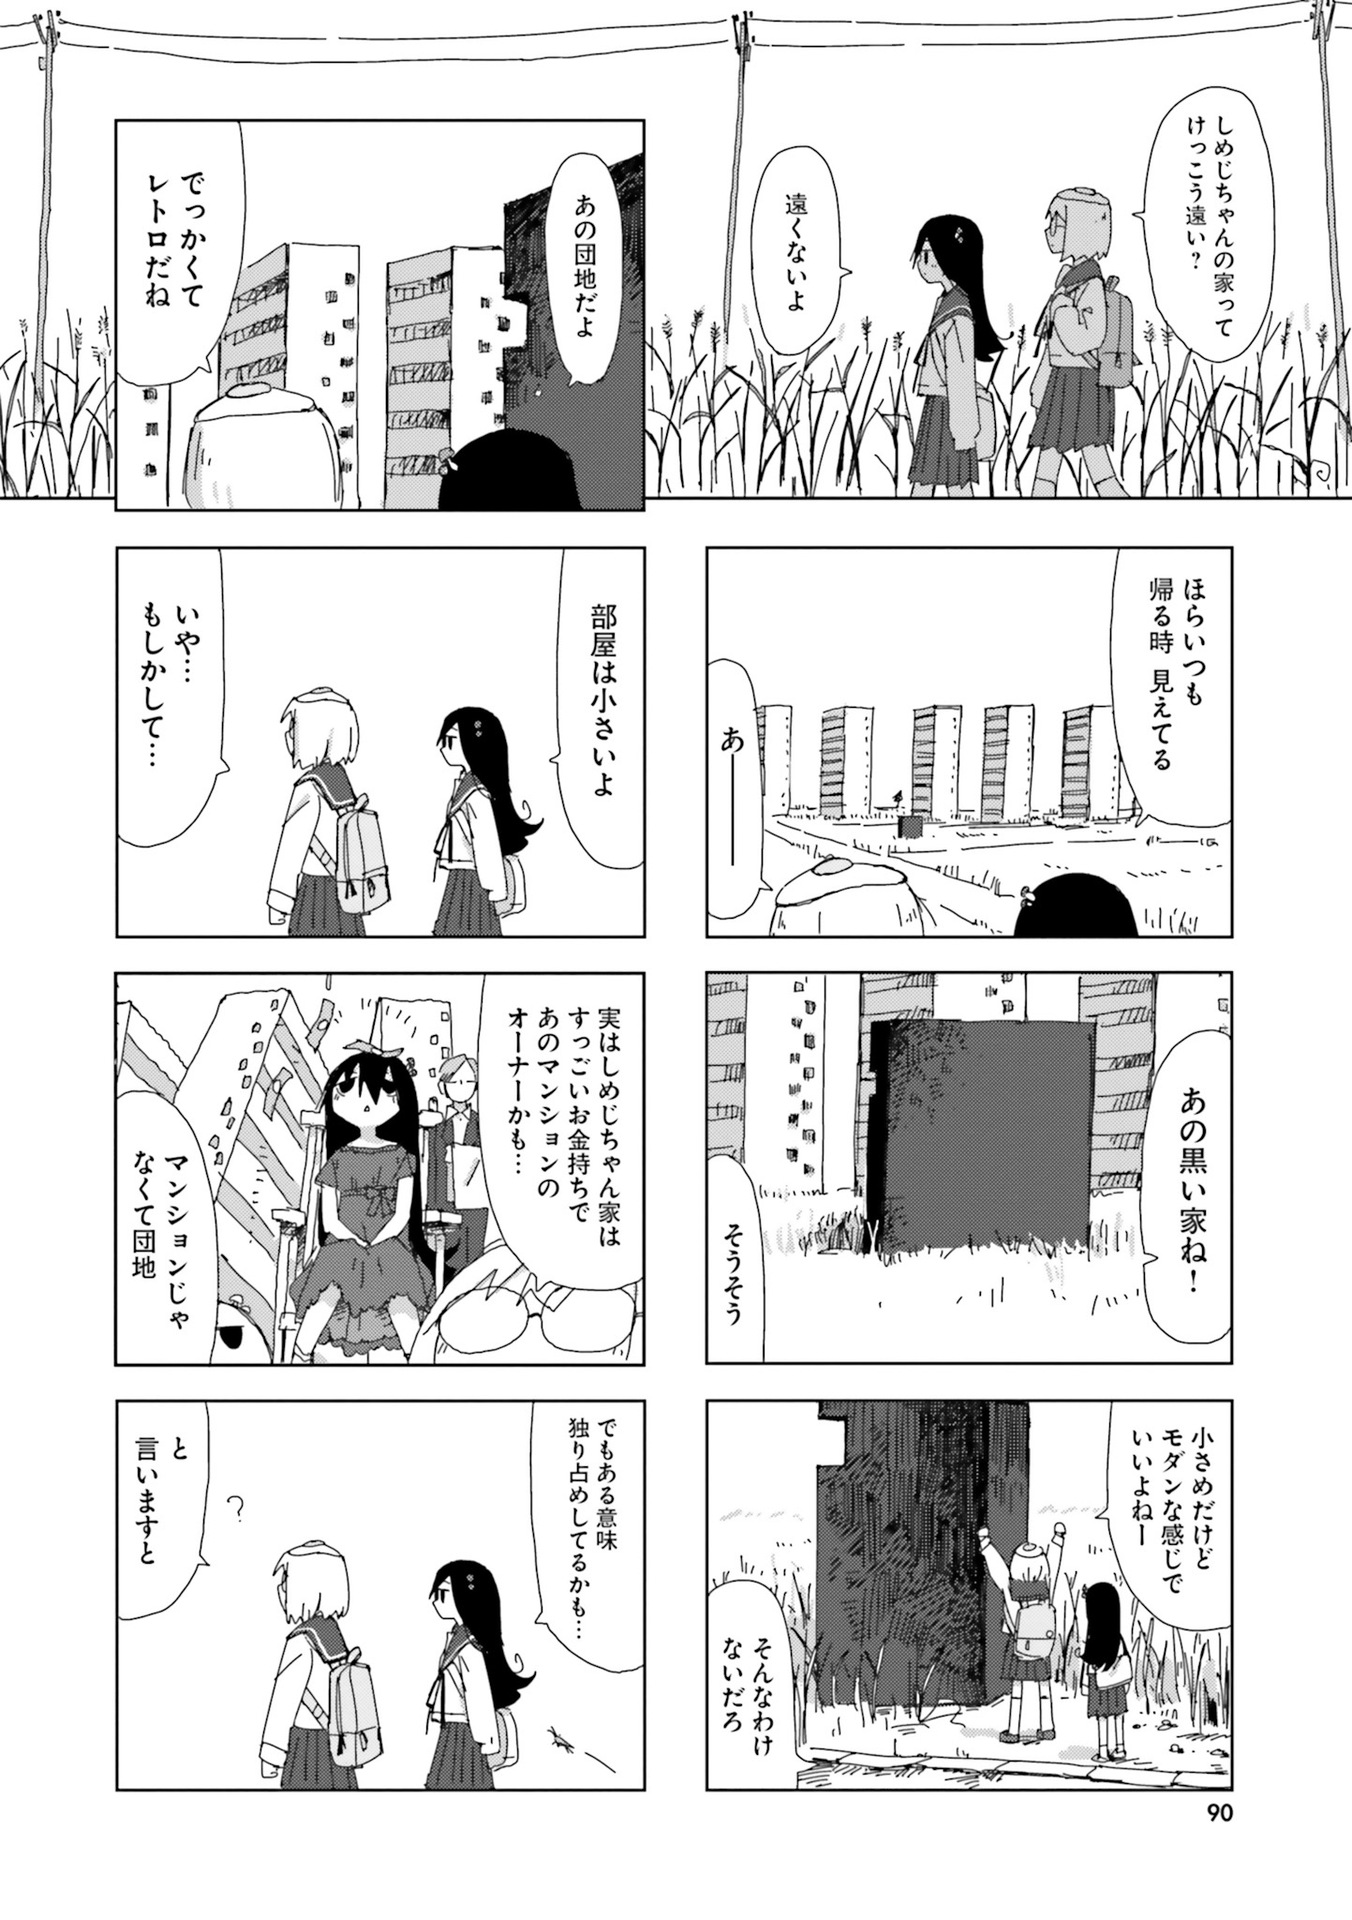 しめじちゃんの家って
けっこう遠い?
遠くないよ
ほらいつも
帰る時 見えてる
あーーー
あの黒い家ね!
そうそう
小さめだけど
モダンな感じで
いいよねー
そんなわけ
ないだろ
あの団地だよ
でっかくて
レトロだね
部屋は小さいよ
いや…
もしかして…
実はしめじちゃん家は
すっごいお金持ちで
あのマンションの
オーナーかも…
マンションじゃ
なくて団地
でもある意味
独り占めしてるかも…
?
と
言いますと
90